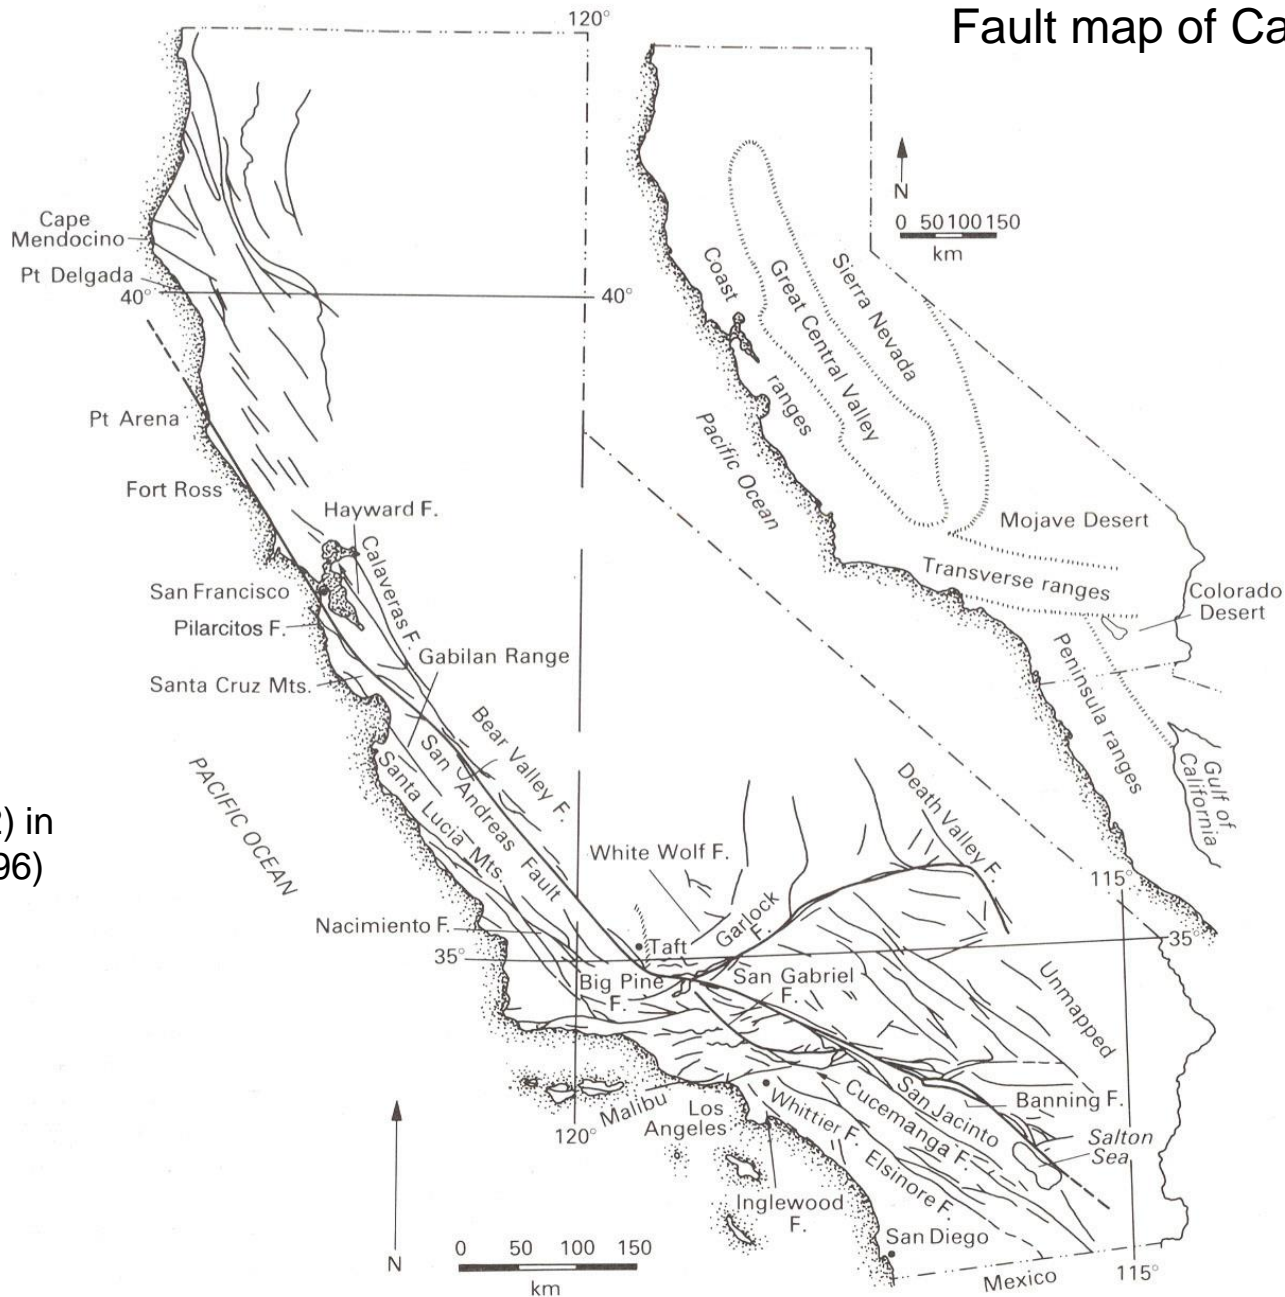 Fault map of Ca
120°
Cape
Mendocino
Pt Delgada
40°
40°
Pt Arena
Fort Ross
Hayward F.
Calaveras F.
San Francisco
Pilarcitos F.
Gabilan Range
Santa Cruz Mts.
Bear Valley F.
San Andreas Fault
Santa Lucia Mts.
PACIFIC OCEAN
2) in
96)
Nacimiento F.
35°
White Wolf F.
Taft
Garlock
F.
Death Valley F.
115°
35°
Big Pine
F.
San Gabriel
F.
Unmapped
Malibu
Los
Angeles
120°
Whittier F.
Cucemanga F.
San Jacinto
Banning F.
Salton
Sea
Elsinore F.
Inglewood
F.
San Diego
Mexico
115°
N
0 50 100 150
km
N
0 50 100 150
km
Coast
ranges
Great Central Valley
Sierra Nevada
Pacific Ocean
Mojave Desert
Transverse ranges
Colorado
Desert
Peninsula ranges
Gulf of
California